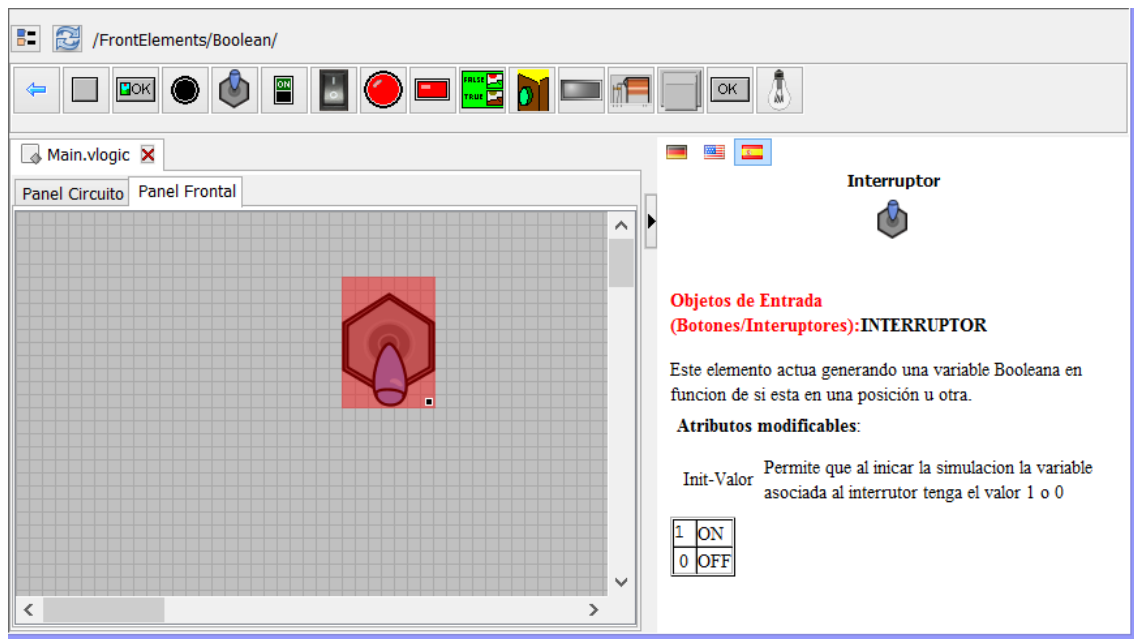 /FrontElements/Boolean/
OK
ON
FALSE
TRUE
OK
Main.vlogic
Panel Circuito
Panel Frontal
Interruptor
Objetos de Entrada
(Botones/Interuptores):INTERRUPTOR
Este elemento actua generando una variable Booleana en
funcion de si esta en una posición u otra.
Atributos modificables:
Init-Valor
Permite que al inicar la simulacion la variable
asociada al interrutor tenga el valor 1 o 0
1 ON
0 OFF